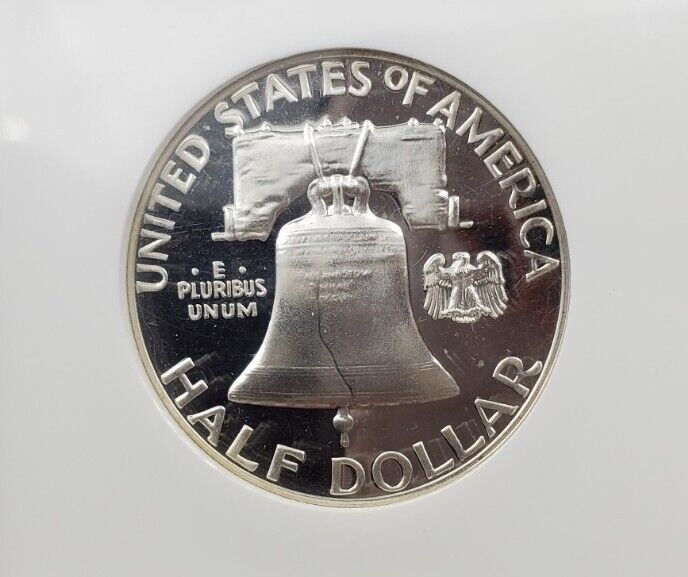 UNITED STATES OF AMERICA
· E ·
PLURIBUS
UNUM
HALF DOLLAR